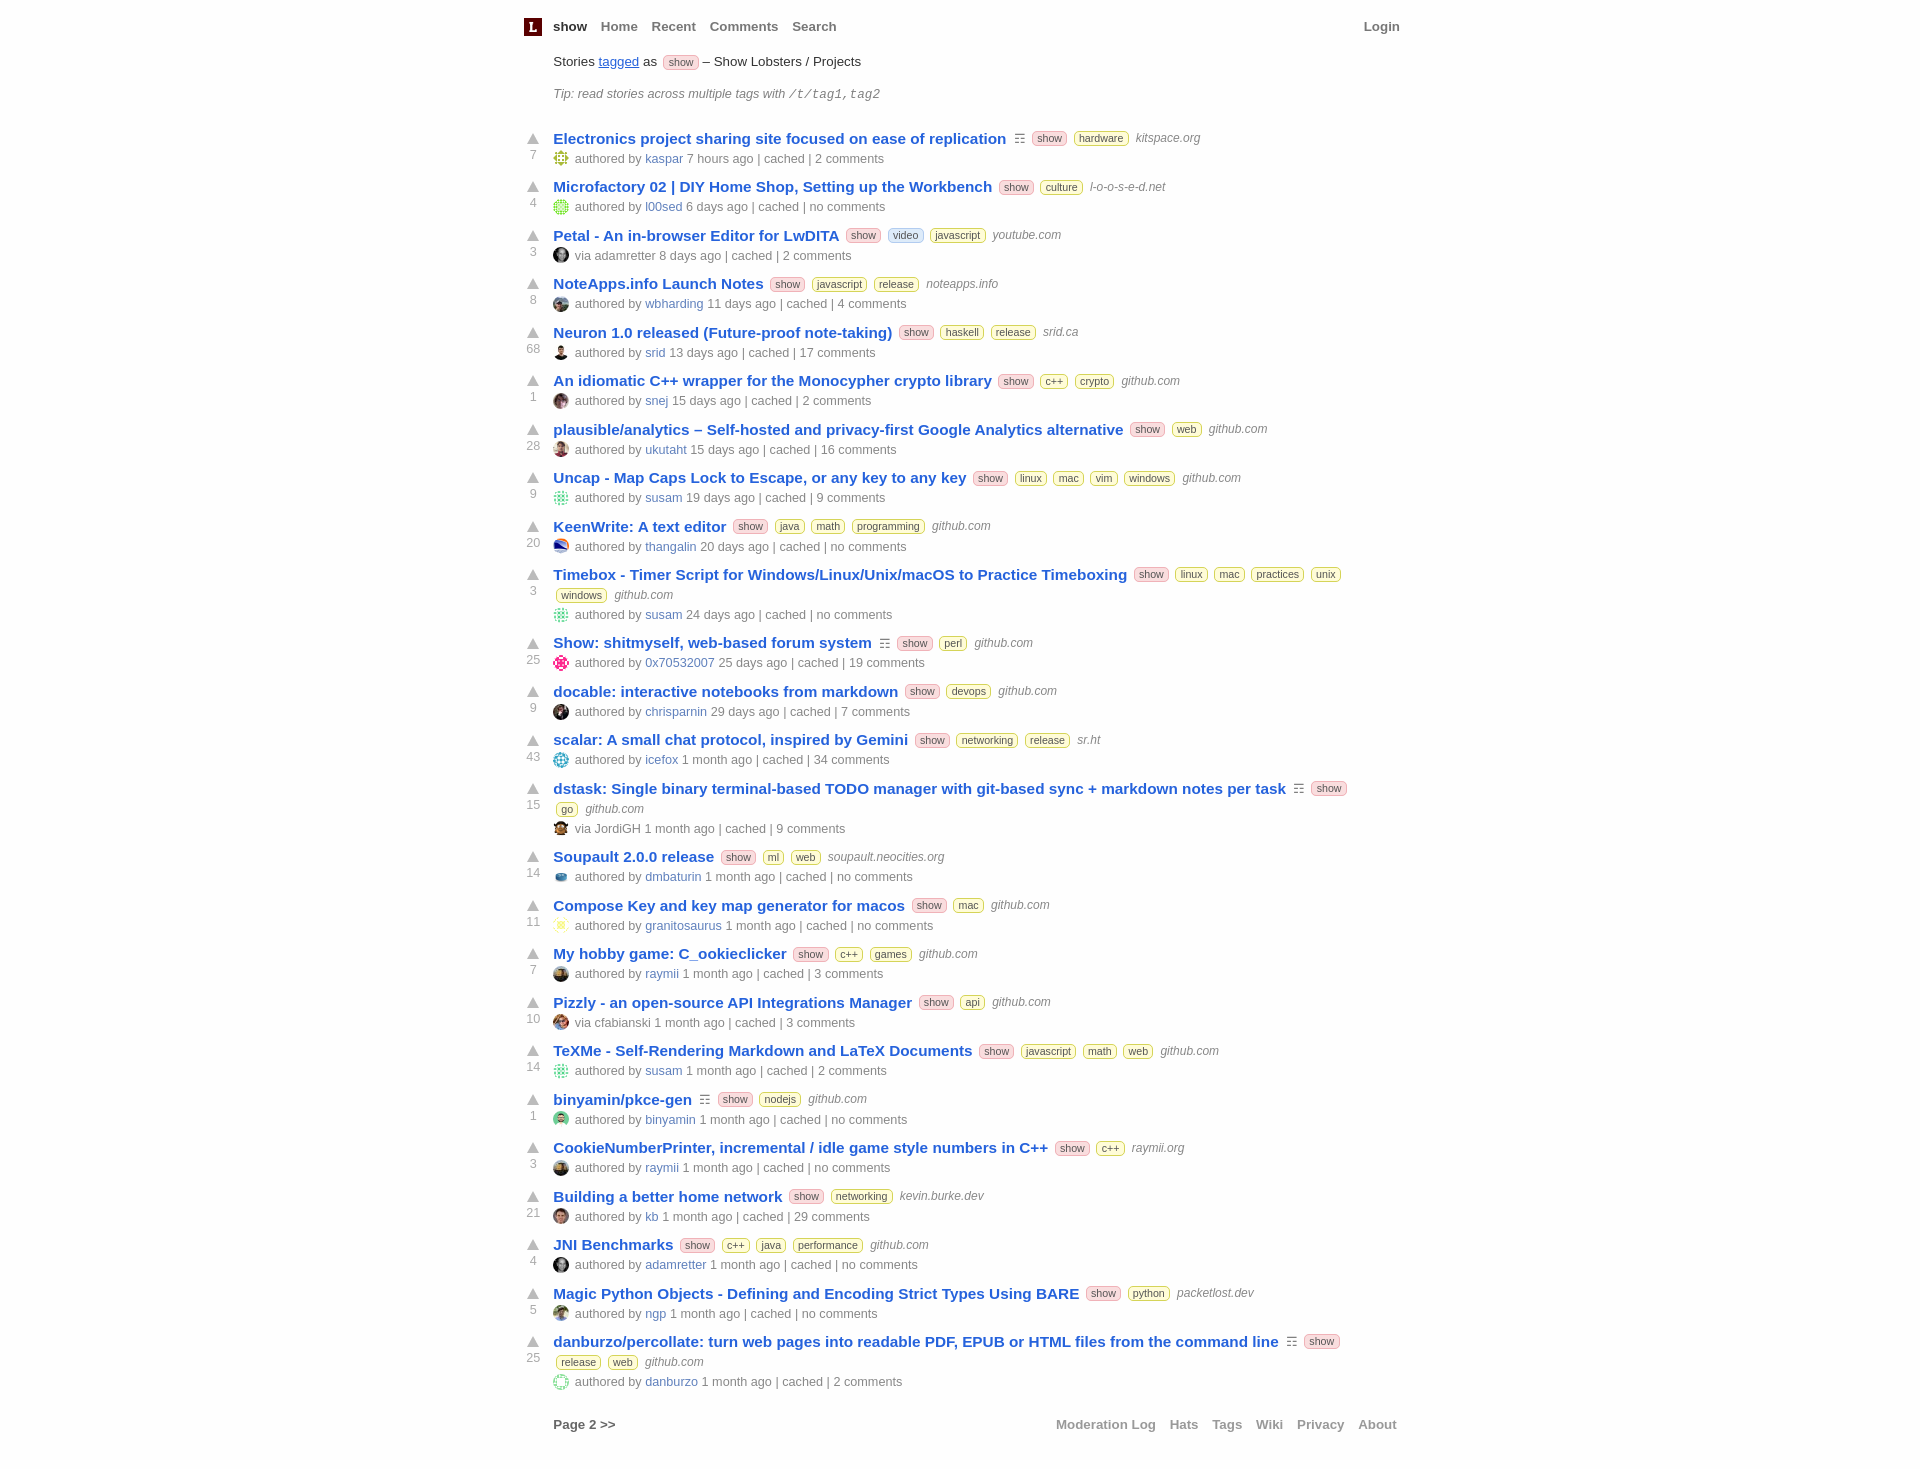 L show Home Recent Comments Search Login
Stories tagged as show – Show Lobsters / Projects
Tip: read stories across multiple tags with /t/tag1,tag2
Electronics project sharing site focused on ease of replication ☶ show hardware kitspace.org
7 authored by kaspar 7 hours ago | cached | 2 comments
Microfactory 02 | DIY Home Shop, Setting up the Workbench show culture l-o-o-s-e-d.net
4 authored by l00sed 6 days ago | cached | no comments
Petal - An in-browser Editor for LwDITA show video javascript youtube.com
3 via adamretter 8 days ago | cached | 2 comments
NoteApps.info Launch Notes show javascript release noteapps.info
8 authored by wbharding 11 days ago | cached | 4 comments
Neuron 1.0 released (Future-proof note-taking) show haskell release srid.ca
68 authored by srid 13 days ago | cached | 17 comments
An idiomatic C++ wrapper for the Monocypher crypto library show c++ crypto github.com
1 authored by snej 15 days ago | cached | 2 comments
plausible/analytics – Self-hosted and privacy-first Google Analytics alternative show web github.com
28 authored by ukutaht 15 days ago | cached | 16 comments
Uncap - Map Caps Lock to Escape, or any key to any key show linux mac vim windows github.com
9 authored by susam 19 days ago | cached | 9 comments
KeenWrite: A text editor show java math programming github.com
20 authored by thangalin 20 days ago | cached | no comments
Timebox - Timer Script for Windows/Linux/Unix/macOS to Practice Timeboxing show linux mac practices unix
3 windows github.com
authored by susam 24 days ago | cached | no comments
Show: shitmyself, web-based forum system ☶ show perl github.com
25 authored by 0x70532007 25 days ago | cached | 19 comments
docable: interactive notebooks from markdown show devops github.com
9 authored by chrisparnin 29 days ago | cached | 7 comments
scalar: A small chat protocol, inspired by Gemini show networking release sr.ht
43 authored by icefox 1 month ago | cached | 34 comments
dstask: Single binary terminal-based TODO manager with git-based sync + markdown notes per task ☶ show
15 go github.com
via JordiGH 1 month ago | cached | 9 comments
Soupault 2.0.0 release show ml web soupault.neocities.org
14 authored by dmbaturin 1 month ago | cached | no comments
Compose Key and key map generator for macos show mac github.com
11 authored by granitosaurus 1 month ago | cached | no comments
My hobby game: C_ookieclicker show c++ games github.com
7 authored by raymii 1 month ago | cached | 3 comments
Pizzly - an open-source API Integrations Manager show api github.com
10 via cfabianski 1 month ago | cached | 3 comments
TeXMe - Self-Rendering Markdown and LaTeX Documents show javascript math web github.com
14 authored by susam 1 month ago | cached | 2 comments
binyamin/pkce-gen ☶ show nodejs github.com
1 authored by binyamin 1 month ago | cached | no comments
CookieNumberPrinter, incremental / idle game style numbers in C++ show c++ raymii.org
3 authored by raymii 1 month ago | cached | no comments
Building a better home network show networking kevin.burke.dev
21 authored by kb 1 month ago | cached | 29 comments
JNI Benchmarks show c++ java performance github.com
4 authored by adamretter 1 month ago | cached | no comments
Magic Python Objects - Defining and Encoding Strict Types Using BARE show python packetlost.dev
5 authored by ngp 1 month ago | cached | no comments
danburzo/percollate: turn web pages into readable PDF, EPUB or HTML files from the command line ☶ show
25 release web github.com
authored by danburzo 1 month ago | cached | 2 comments
Page 2 >> Moderation Log Hats Tags Wiki Privacy About